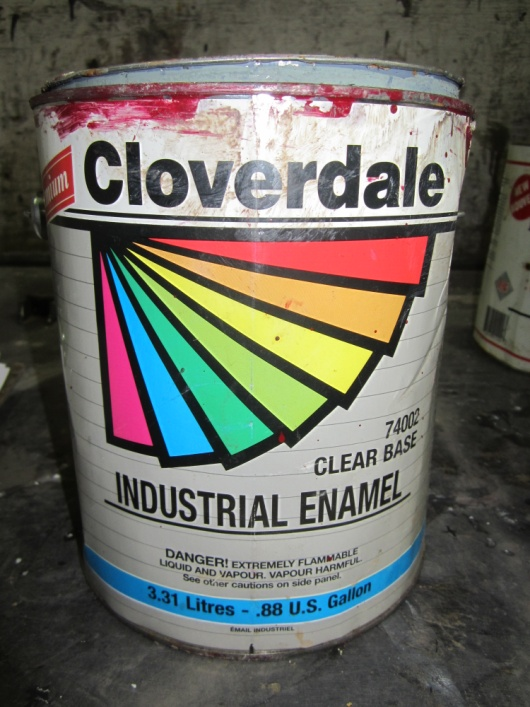 Cloverdale
74002
CLEAR BASE
INDUSTRIAL ENAMEL
DANGER! EXTREMELY FLAMMABLE
LIQUID AND VAPOUR. VAPOUR HARMFUL.
See other cautions on side panel.
3.31 Litres - .88 U.S. Gallon
EMAIL INDUSTRIEL